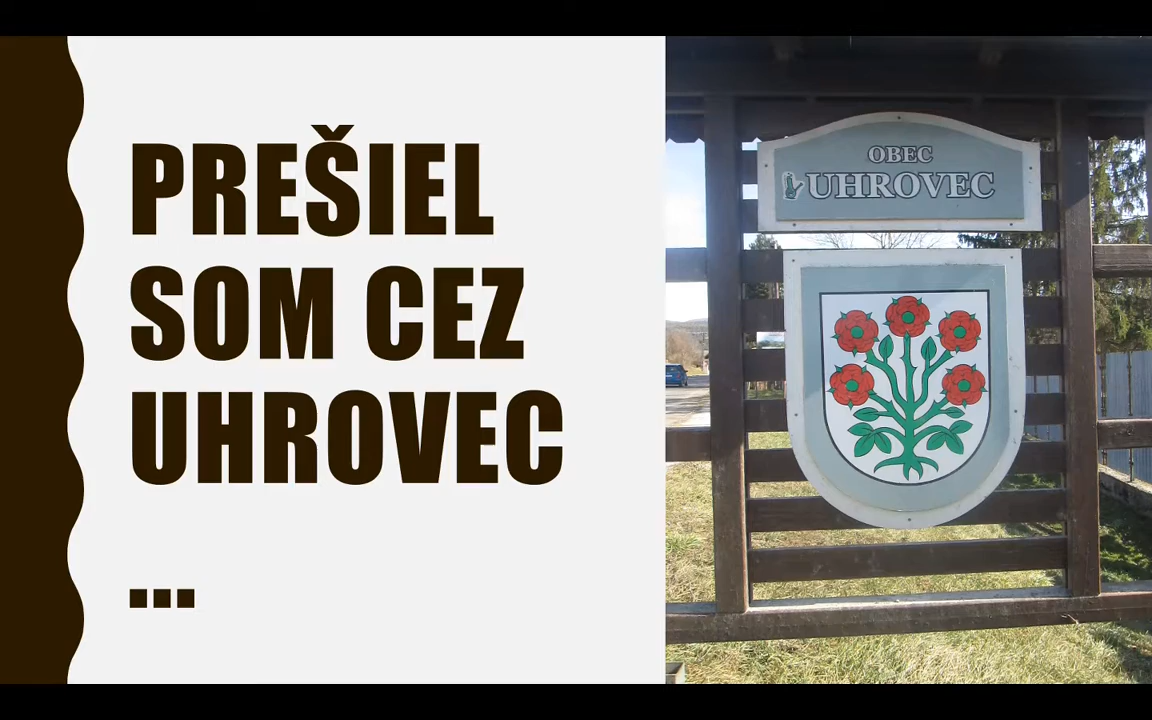 PREŠIEL
SOM CEZ
UHROVEC
...
OBEC
UHROVEC